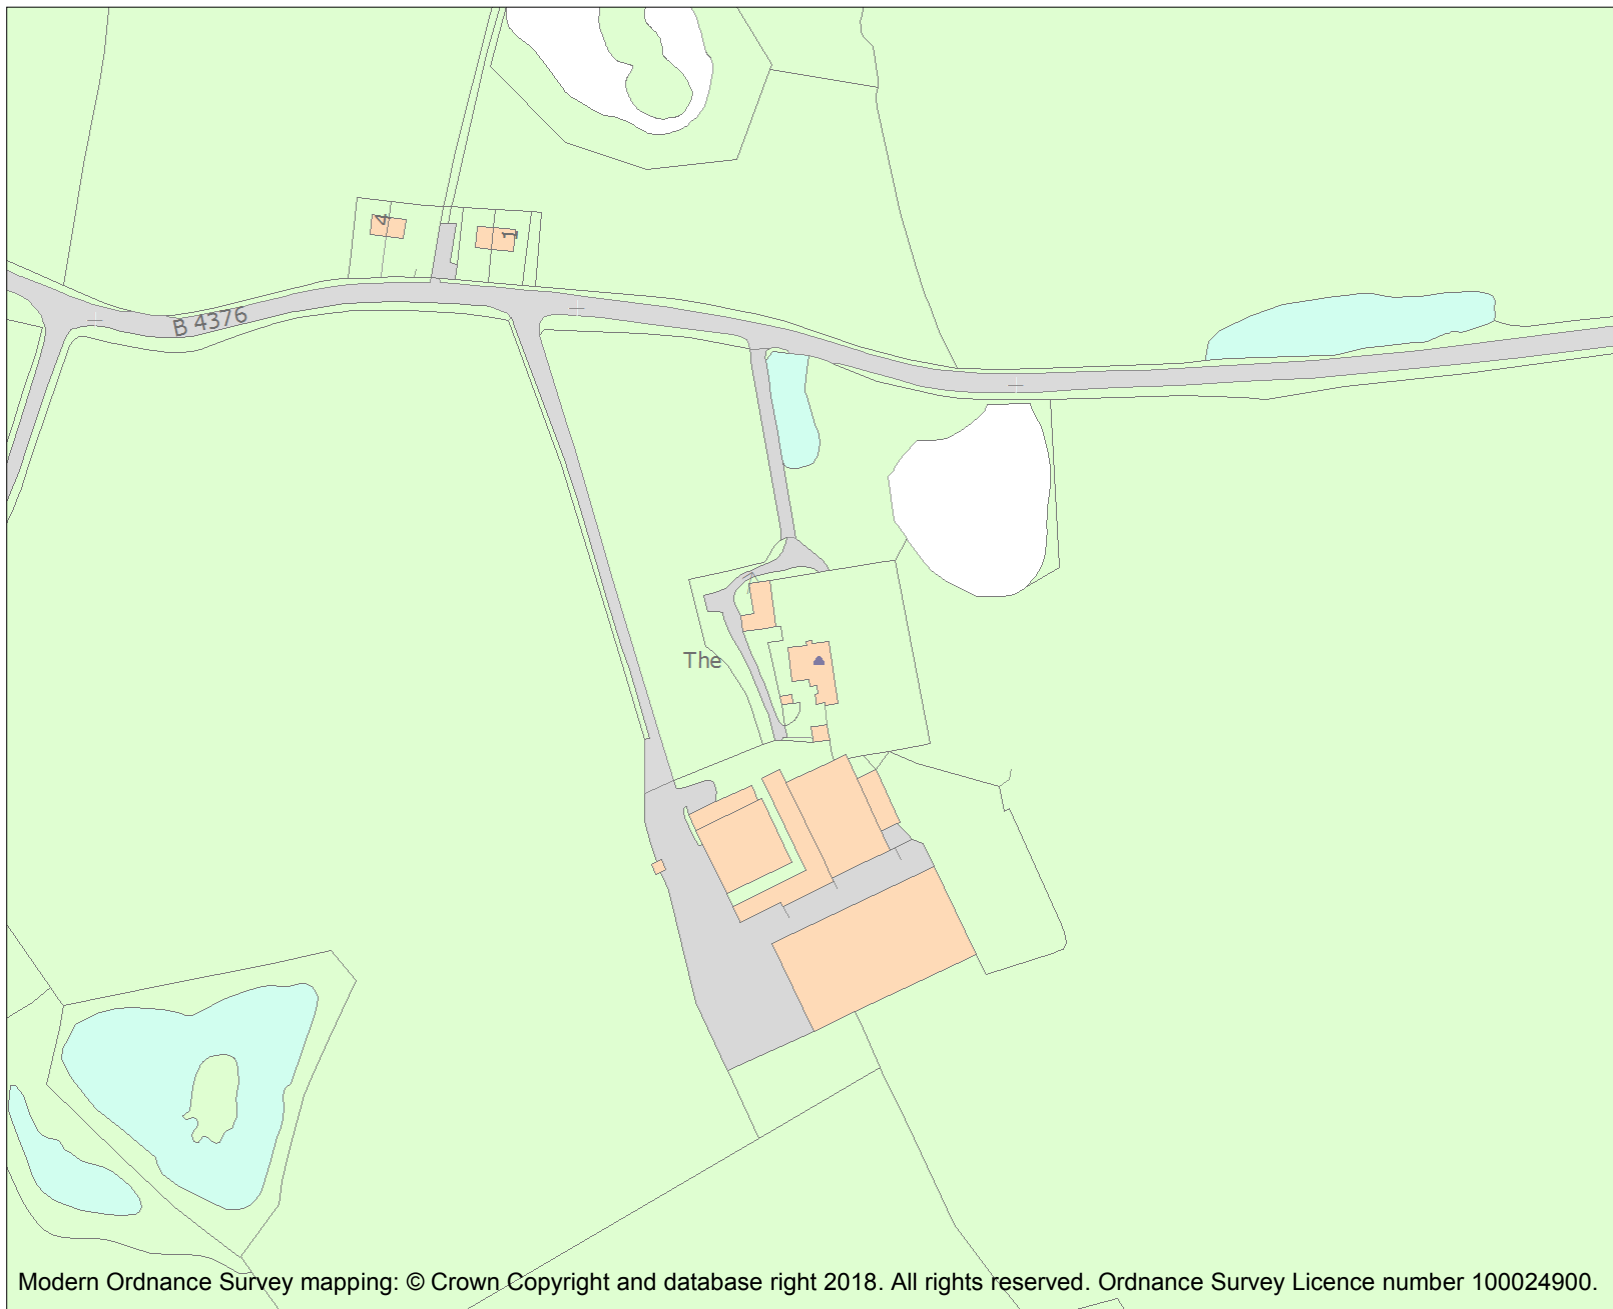 4
1
B 4376
The
Modern Ordnance Survey mapping: © Crown Copyright and database right 2018. All rights reserved. Ordnance Survey Licence number 100024900.